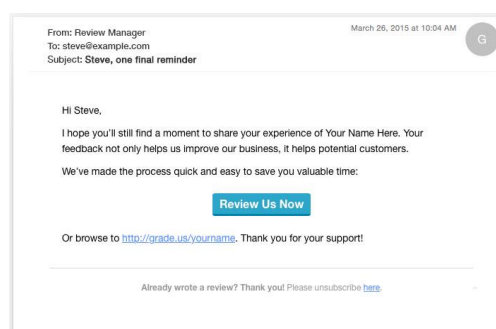 From: Review Manager
March 26, 2015 at 10:04 AM
G
To: steve@example.com
Subject: Steve, one final reminder
Hi Steve,
I hope you'll still find a moment to share your experience of Your Name Here. Your
feedback not only helps us improve our business, it helps potential customers.
We've made the process quick and easy to save you valuable time:
Review Us Now
Or browse to http://grade.us/yourname. Thank you for your support!
Already wrote a review? Thank you! Please unsubscribe here.